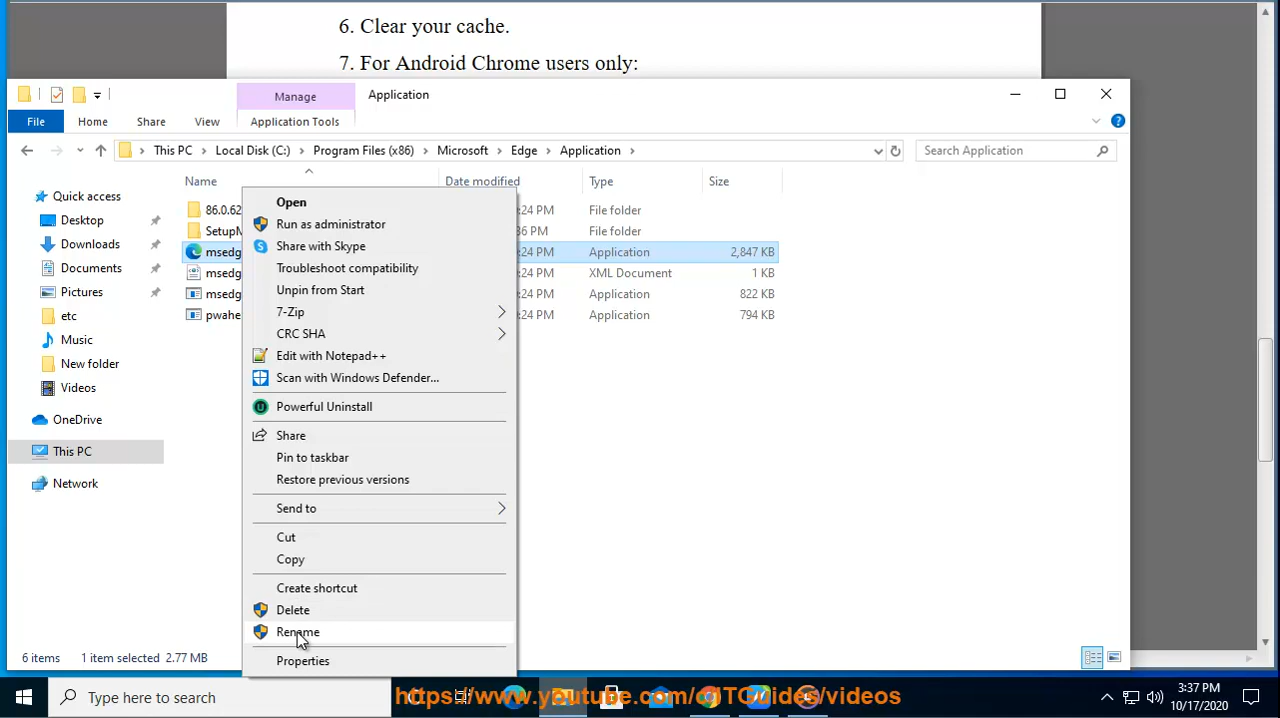 6. Clear your cache.
7. For Android Chrome users only:
Manage
Application
File
Home
Share
View
Application Tools
This PC
Local Disk (C:)
Program Files (x86)
Microsoft
Edge
Application
Search Application
Name
Date modified
Type
Size
Quick access
Desktop
Downloads
Documents
Pictures
etc
Music
New folder
Videos
OneDrive
This PC
Network
86.0.62
:24 PM
File folder
SetupM
36 PM
File folder
msedg
:24 PM
Application
2,847 KB
msedg
:24 PM
XML Document
1 KB
msedg
:24 PM
Application
822 KB
pwahe
:24 PM
Application
794 KB
Open
Run as administrator
Share with Skype
Troubleshoot compatibility
Unpin from Start
7-Zip
CRC SHA
Edit with Notepad++
Scan with Windows Defender...
Powerful Uninstall
Share
Pin to taskbar
Restore previous versions
Send to
Cut
Copy
Create shortcut
Delete
Rename
Properties
6 items
1 item selected 2.77 MB
Type here to search
3:37 PM
10/17/2020